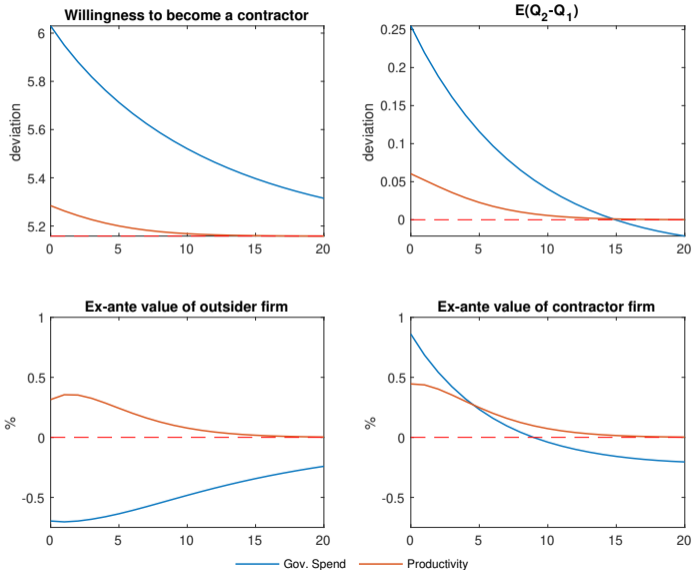 Willingness to become a contractor
6
5.8
5.6
5.4
5.2
deviation
0 5 10 15 20
E(Q2-Q1)
0.25
0.2
0.15
0.1
0.05
0
deviation
0 5 10 15 20
Ex-ante value of outsider firm
1
0.5
0
-0.5
%
0 5 10 15 20
Ex-ante value of contractor firm
1
0.5
0
-0.5
%
0 5 10 15 20
Gov. Spend Productivity